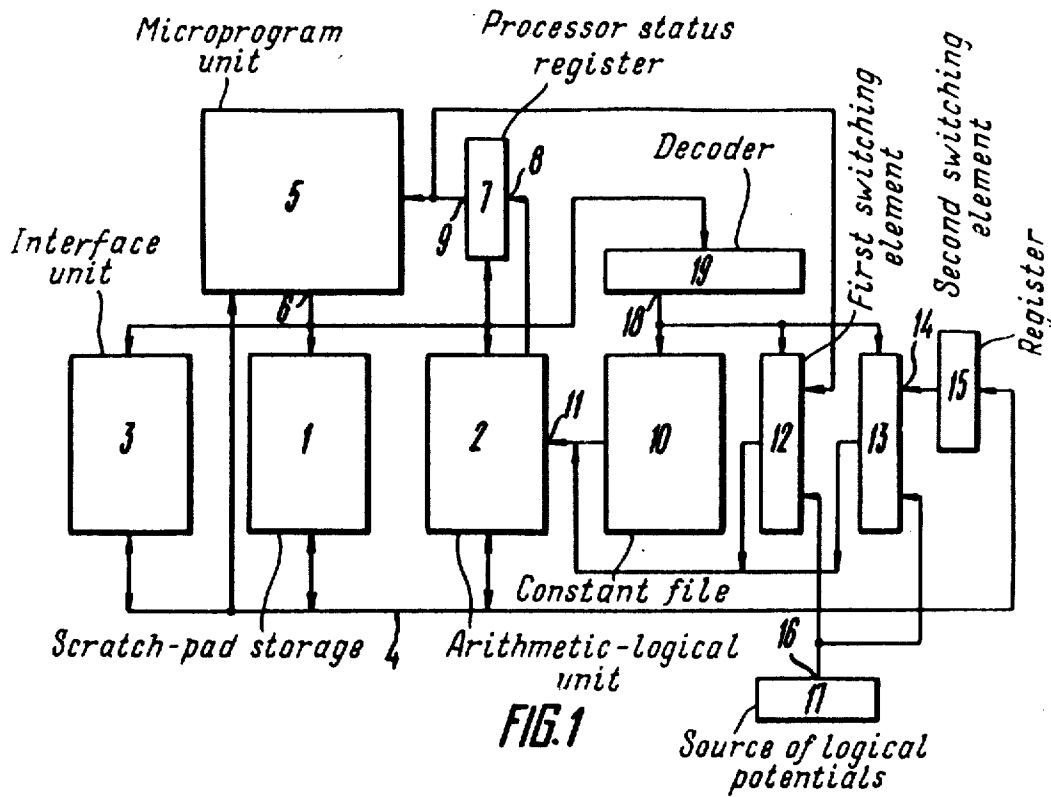 Microprogram
unit
Processor status
register
Decoder
First switching
element
Second switching
element
Register
Interface
unit
5
6
7
8
9
19
18
3
1
2
11
10
12
13
14
15
Constant file
Scratch-pad storage
4
Arithmetic-logical
unit
16
17
FIG.1
Source of logical
potentials